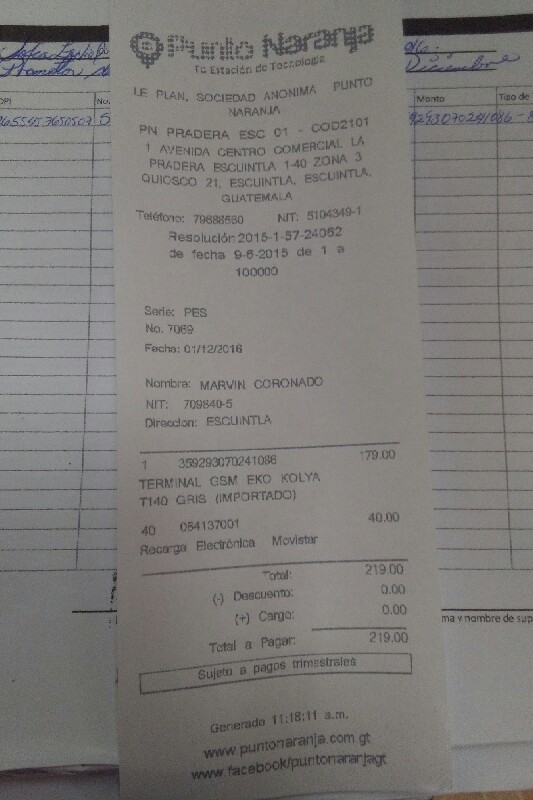 Punto Naranja
Tu Estación de Tecnología
LE PLAN, SOCIEDAD ANONIMA PUNTO
NARANJA
PN PRADERA ESC 01 - COD2101
1 AVENIDA CENTRO COMERCIAL LA
PRADERA ESCUINTLA 1-40 ZONA 3
QUIOSCO 21, ESCUINTLA, ESCUINTLA,
GUATEMALA
Teléfono: 79888560 NIT: 5104349-1
Resolución 2015-1-57-24052
de fecha 9-6-2015 de 1 a
100000
Serie: PES
No. 7069
Fecha: 01/12/2016
Nombre: MARVIN CORONADO
NIT: 709840-5
Direccion: ESCUINTLA
1 359293070241086 179.00
TERMINAL GSM EKO KOLYA
T140 GRIS (IMPORTADO)
40 054137001 40.00
Recarga Electrónica Movistar
Total: 219.00
(-) Descuento: 0.00
(+) Cargo: 0.00
Total a Pagar: 219.00
Sujeto a pagos trimestrales
Generado 11:18:11 a.m.
www.puntonaranja.com.gt
www.facebook/puntonaranjagt
Diciembre
DPI
Monto
Tipo de
ma y nombre de sup